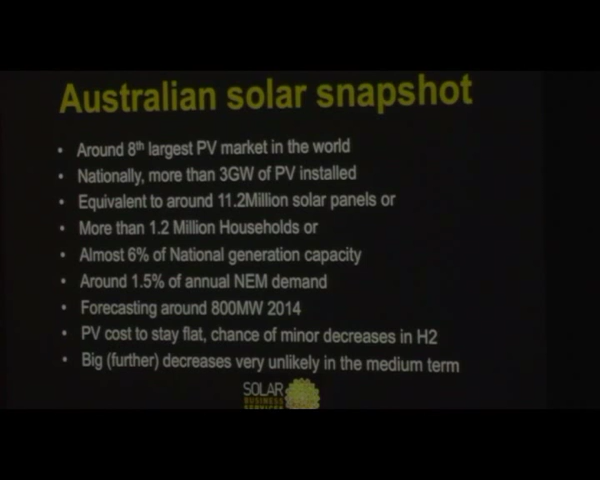 Australian solar snapshot
• Around 8th largest PV market in the world
• Nationally, more than 3GW of PV installed
• Equivalent to around 11.2Million solar panels or
• More than 1.2 Million Households or
• Almost 6% of National generation capacity
• Around 1.5% of annual NEM demand
• Forecasting around 800MW 2014
• PV cost to stay flat, chance of minor decreases in H2
• Big (further) decreases very unlikely in the medium term
SOLAR
BUSINESS
SERVICES